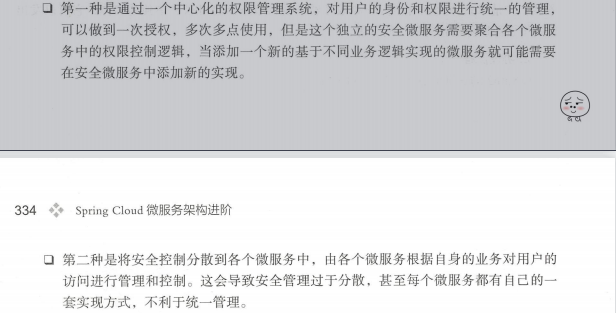 ❑ 第一种是通过一个中心化的权限管理系统，对用户的身份和权限进行统一的管理，
可以做到一次授权，多次多点使用，但是这个独立的安全微服务需要聚合各个微服
务中的权限控制逻辑，当添加一个新的基于不同业务逻辑实现的微服务就可能需要
在安全微服务中添加新的实现。
334 Spring Cloud 微服务架构进阶
❑ 第二种是将安全控制分散到各个微服务中，由各个微服务根据自身的业务对用户的
访问进行管理和控制。这会导致安全管理过于分散，甚至每个微服务都有自己的一
套实现方式，不利于统一管理。